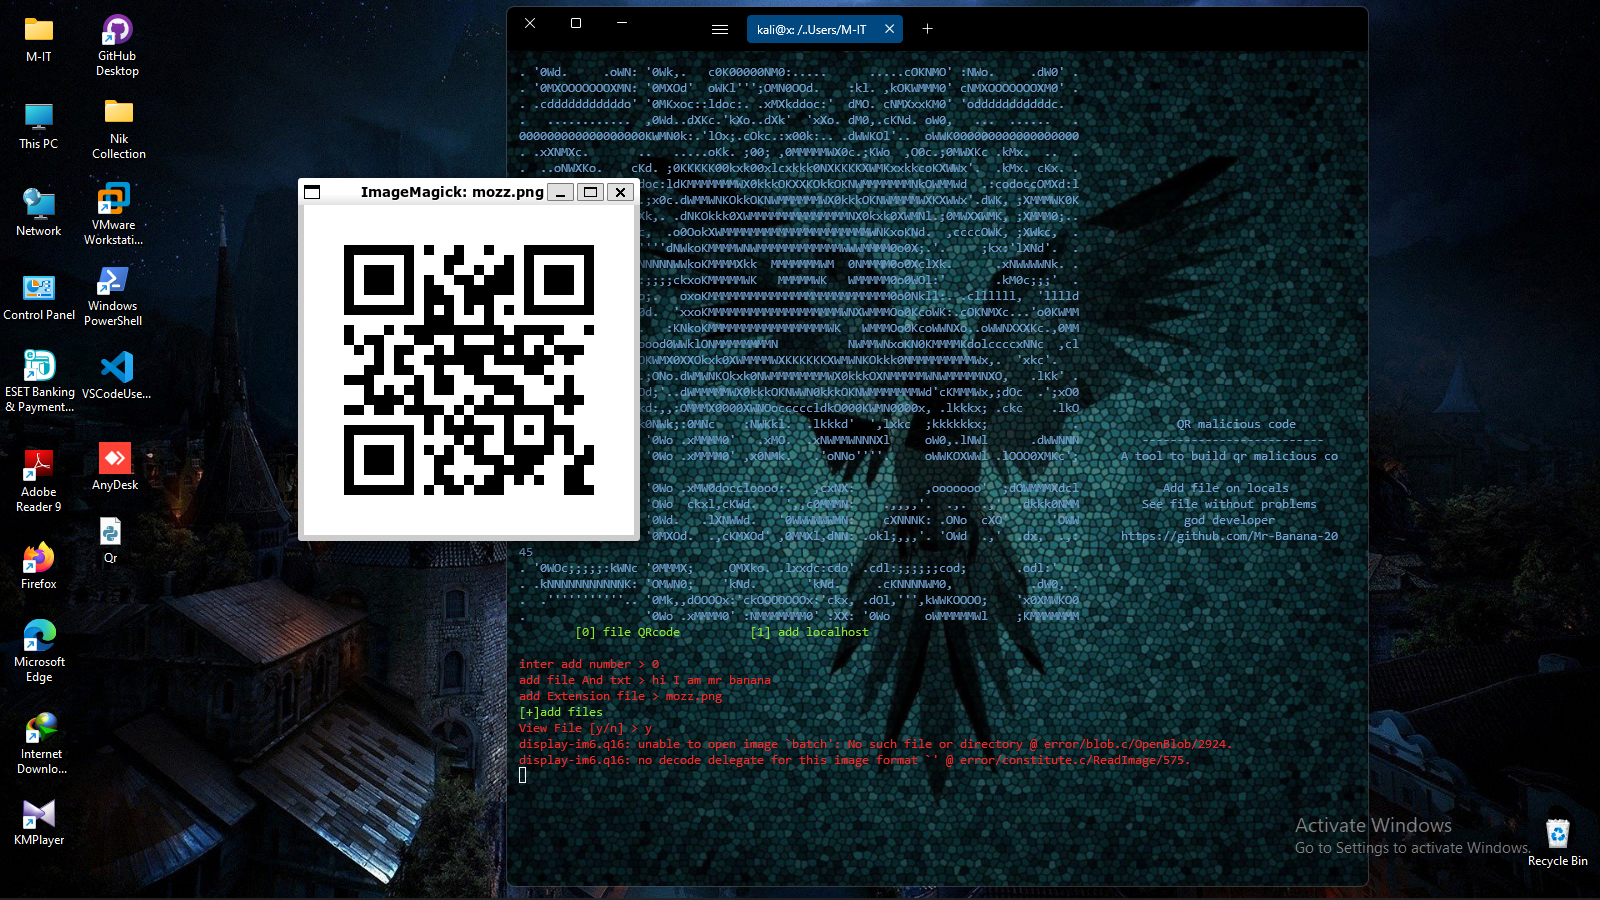 M-IT
GitHub
Desktop
This PC
Nik
Collection
Network
VMware
Workstati...
Control Panel
Windows
PowerShell
ESET Banking
& Payment...
VSCodeUse...
Adobe
Reader 9
AnyDesk
Qr
Firefox
Microsoft
Edge
Internet
Downlo...
KMPlayer
ImageMagick: mozz.png
kali@x: /..Users/M-IT
QR malicious code
--------------------------
A tool to build qr malicious co
Add file on locals
See file without problems
god developer
https://github.com/Mr-Banana-20
45
[0] file QRcode [1] add localhost
inter add number > 0
add file And txt > hi I am mr banana
add Extension file > mozz.png
[+]add files
View File [y/n] > y
display-im6.q16: unable to open image `batch': No such file or directory @ error/blob.c/OpenBlob/2924.
display-im6.q16: no decode delegate for this image format `' @ error/constitute.c/ReadImage/575.
Activate Windows
Go to Settings to activate Windows.
Recycle Bin